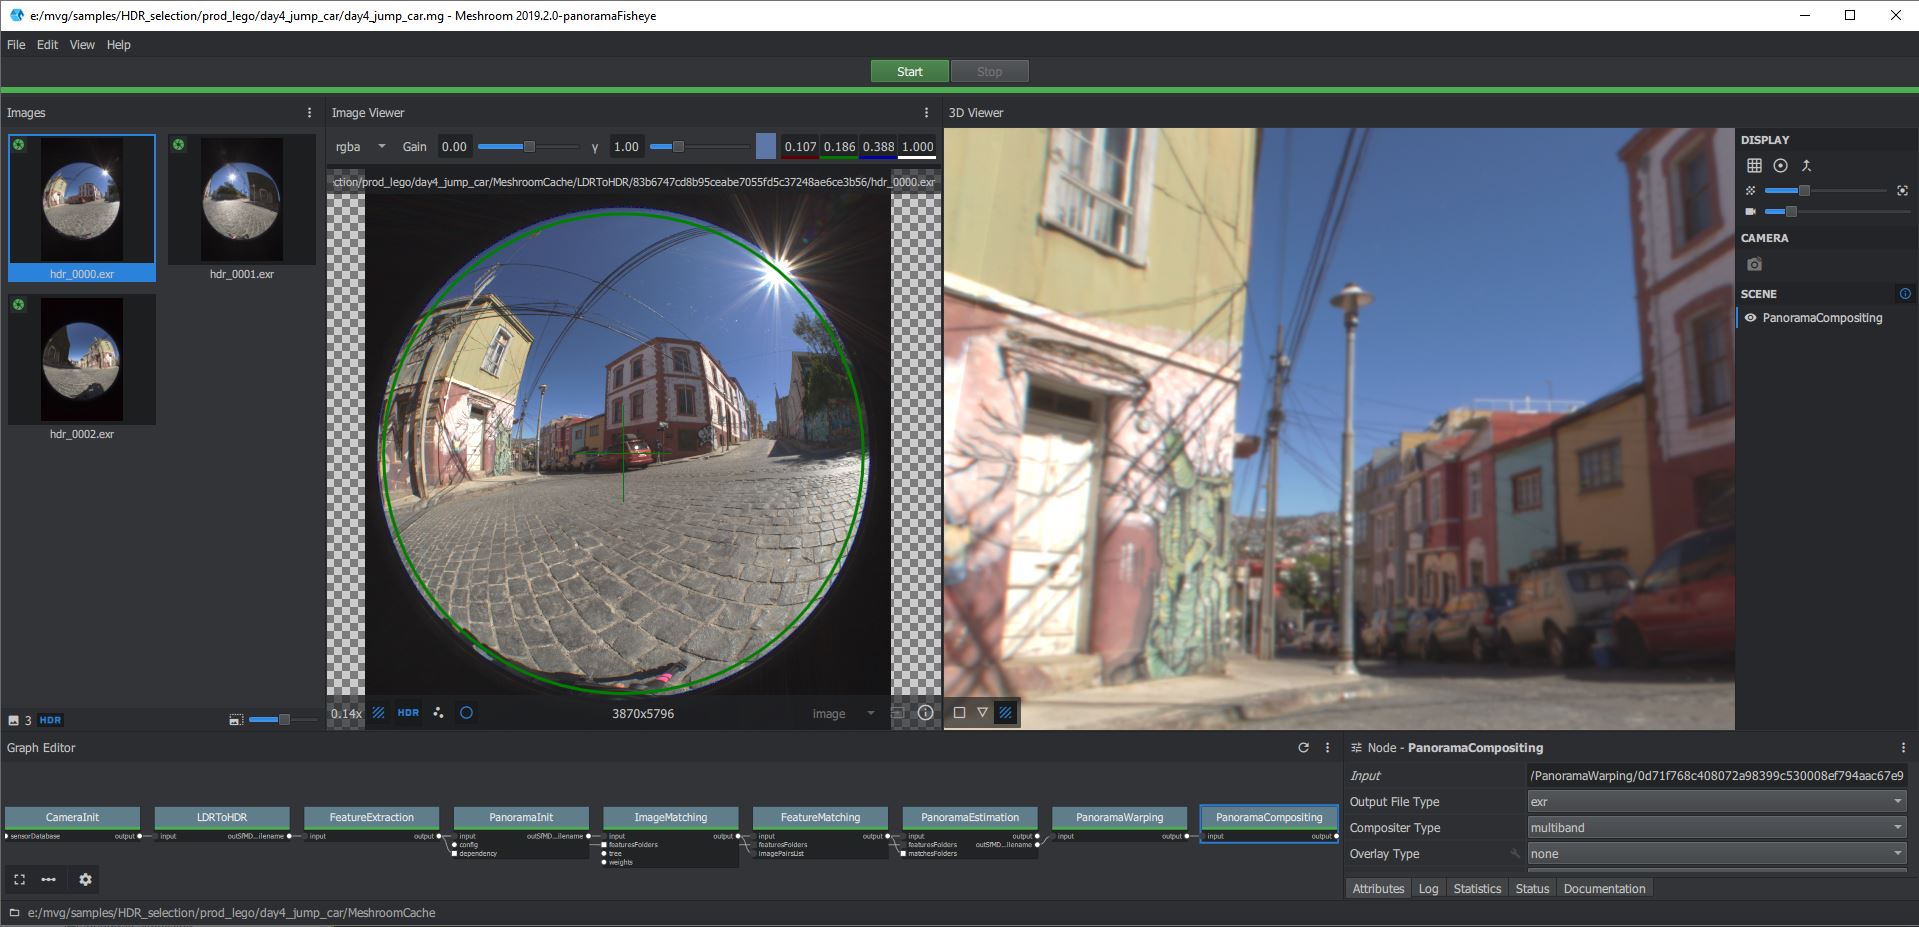 e:/mvg/samples/HDR_selection/prod_lego/day4_jump_car/day4_jump_car.mg - Meshroom 2019.2.0-panoramaFisheye
File Edit View Help
Start Stop
Images
Image Viewer
3D Viewer
rgba Gain 0.00 γ 1.00 0.107 0.186 0.388 1.000
ction/prod_lego/day4_jump_car/MeshroomCache/LDRToHDR/83b6747cd8b95ceabe7055fd5c37248ae6ce3b56/hdr_0000.exr
hdr_0000.exr
hdr_0001.exr
hdr_0002.exr
DISPLAY
CAMERA
SCENE
PanoramaCompositing
3 HDR
0.14x HDR 3870x5796 image
Graph Editor
CameraInit
sensorDatabase output
LDRToHDR
input outSfMD...ilename
FeatureExtraction
input output
PanoramaInit
input outSfMD...ilename
config
dependency
ImageMatching
input output
featuresFolders
tree
weights
FeatureMatching
input output
featuresFolders
imagePairsList
PanoramaEstimation
input output
featuresFolders outSfMD...ilename
matchesFolders
PanoramaWarping
input output
PanoramaCompositing
input output
Node - PanoramaCompositing
Input /PanoramaWarping/0d71f768c408072a98399c530008ef794aac67e9
Output File Type exr
Compositer Type multiband
Overlay Type none
Attributes Log Statistics Status Documentation
e:/mvg/samples/HDR_selection/prod_lego/day4_jump_car/MeshroomCache